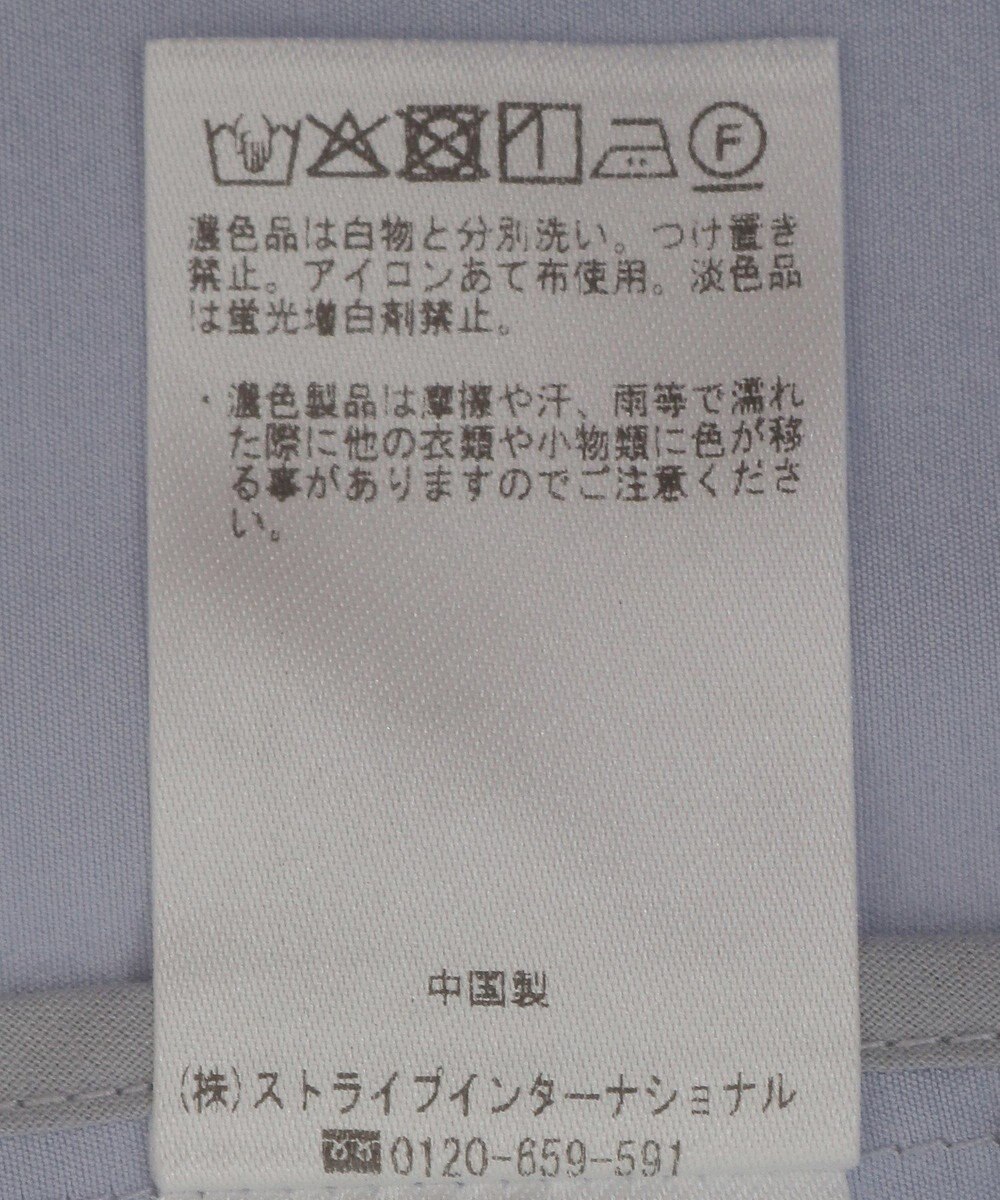 F
濃色品は白物と分別洗い。つけ置き
禁止。アイロンあて布使用。淡色品
は蛍光増白剤禁止。
・濃色製品は摩擦や汗、雨等で濡れ
た際に他の衣類や小物類に色が移
る事がありますのでご注意くださ
い。
中国製
(株)ストライプインターナショナル
0120-659-591